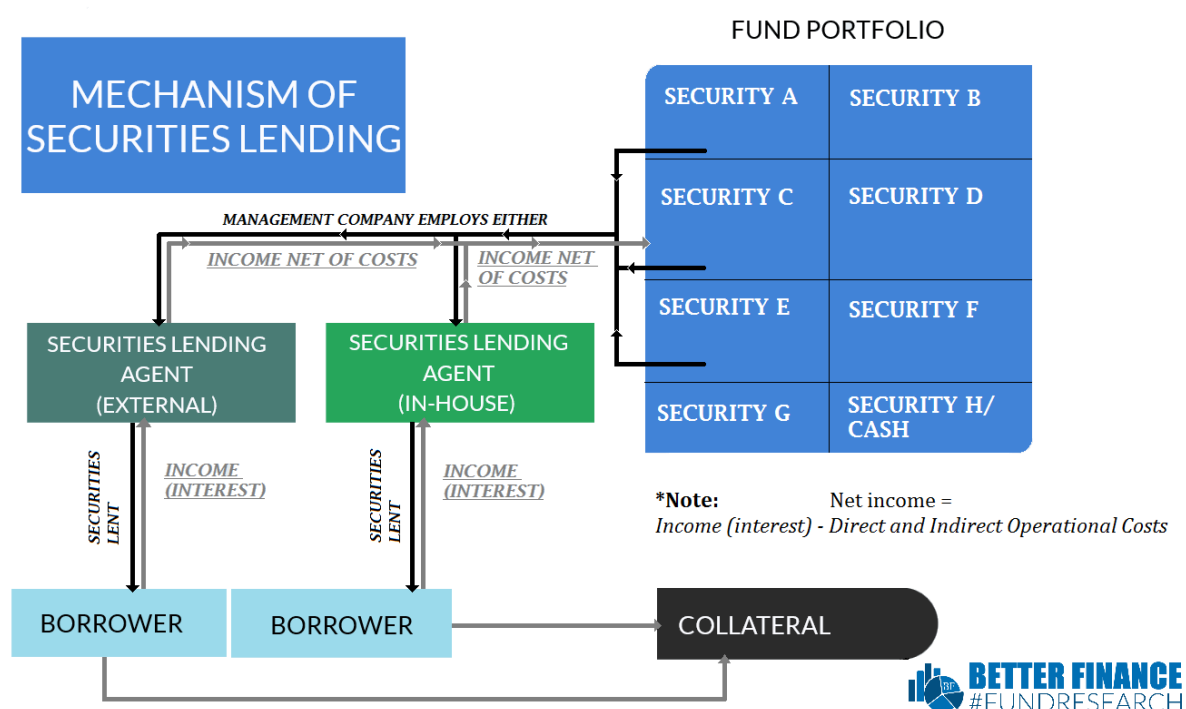 FUND PORTFOLIO
MECHANISM OF
SECURITIES LENDING
SECURITY A
SECURITY B
SECURITY C
SECURITY D
SECURITY E
SECURITY F
SECURITY G
SECURITY H/
CASH
MANAGEMENT COMPANY EMPLOYS EITHER
INCOME NET OF COSTS
INCOME NET
OF COSTS
SECURITIES LENDING
AGENT
(EXTERNAL)
SECURITIES LENDING
AGENT
(IN-HOUSE)
SECURITIES
LENT
INCOME
(INTEREST)
SECURITIES
LENT
INCOME
(INTEREST)
*Note: Net income =
Income (interest) - Direct and Indirect Operational Costs
BORROWER
BORROWER
COLLATERAL
BF
BETTER FINANCE
#FUNDRESEARCH